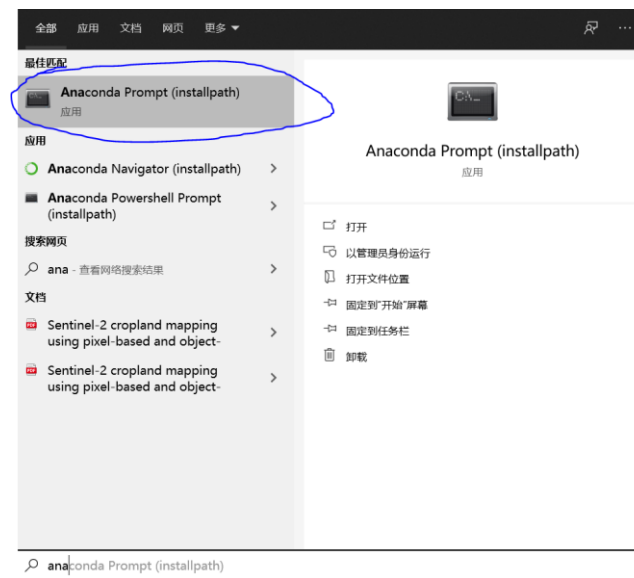 全部 应用 文档 网页 更多
最佳匹配
Anaconda Prompt (installpath)
应用
应用
Anaconda Navigator (installpath)
Anaconda Powershell Prompt
(installpath)
搜索网页
ana - 查看网络搜索结果
文档
Sentinel-2 cropland mapping
using pixel-based and object-
Sentinel-2 cropland mapping
using pixel-based and object-
C:\_
Anaconda Prompt (installpath)
应用
打开
以管理员身份运行
打开文件位置
固定到"开始"屏幕
固定到任务栏
卸载
anaconda Prompt (installpath)